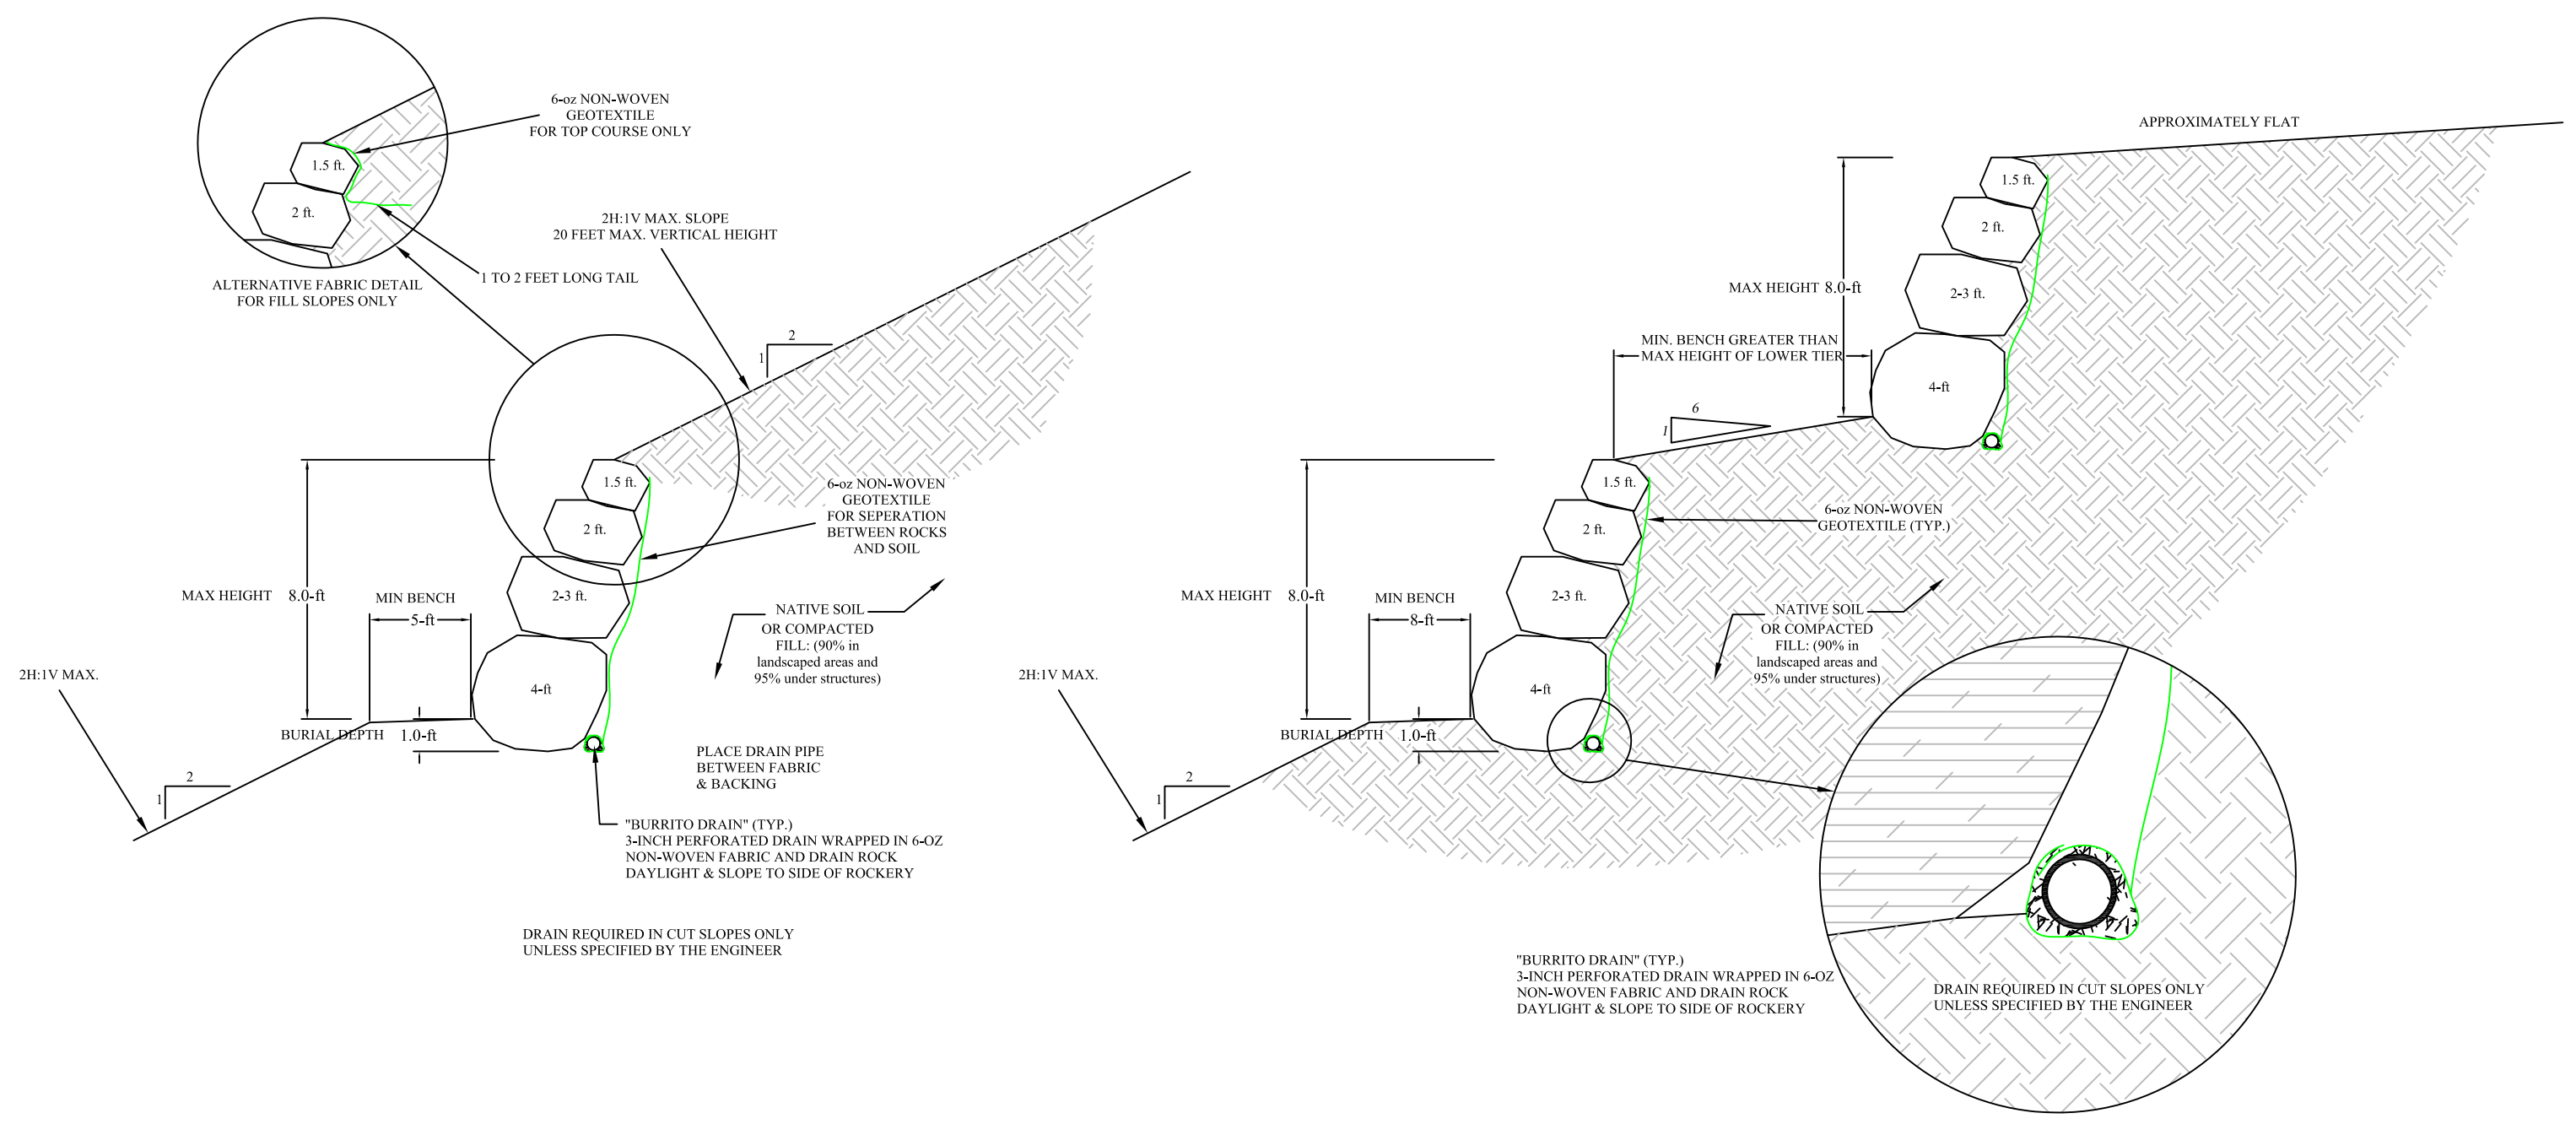 6-oz NON-WOVEN
GEOTEXTILE
FOR TOP COURSE ONLY
1.5 ft.
2 ft.
1 TO 2 FEET LONG TAIL
ALTERNATIVE FABRIC DETAIL
FOR FILL SLOPES ONLY
2H:1V MAX. SLOPE
20 FEET MAX. VERTICAL HEIGHT
2
1
1.5 ft.
2 ft.
2-3 ft.
4-ft
6-oz NON-WOVEN
GEOTEXTILE
FOR SEPERATION
BETWEEN ROCKS
AND SOIL
MAX HEIGHT 8.0-ft
MIN BENCH
5-ft
NATIVE SOIL
OR COMPACTED
FILL: (90% in
landscaped areas and
95% under structures)
2H:1V MAX.
BURIAL DEPTH 1.0-ft
2
1
PLACE DRAIN PIPE
BETWEEN FABRIC
& BACKING
"BURRITO DRAIN" (TYP.)
3-INCH PERFORATED DRAIN WRAPPED IN 6-OZ
NON-WOVEN FABRIC AND DRAIN ROCK
DAYLIGHT & SLOPE TO SIDE OF ROCKERY
DRAIN REQUIRED IN CUT SLOPES ONLY
UNLESS SPECIFIED BY THE ENGINEER
APPROXIMATELY FLAT
1.5 ft.
2 ft.
2-3 ft.
4-ft
MAX HEIGHT 8.0-ft
MIN. BENCH GREATER THAN
MAX HEIGHT OF LOWER TIER
6
1
1.5 ft.
2 ft.
2-3 ft.
4-ft
6-oz NON-WOVEN
GEOTEXTILE (TYP.)
MAX HEIGHT 8.0-ft
MIN BENCH
8-ft
NATIVE SOIL
OR COMPACTED
FILL: (90% in
landscaped areas and
95% under structures)
2H:1V MAX.
BURIAL DEPTH 1.0-ft
2
1
"BURRITO DRAIN" (TYP.)
3-INCH PERFORATED DRAIN WRAPPED IN 6-OZ
NON-WOVEN FABRIC AND DRAIN ROCK
DAYLIGHT & SLOPE TO SIDE OF ROCKERY
DRAIN REQUIRED IN CUT SLOPES ONLY
UNLESS SPECIFIED BY THE ENGINEER